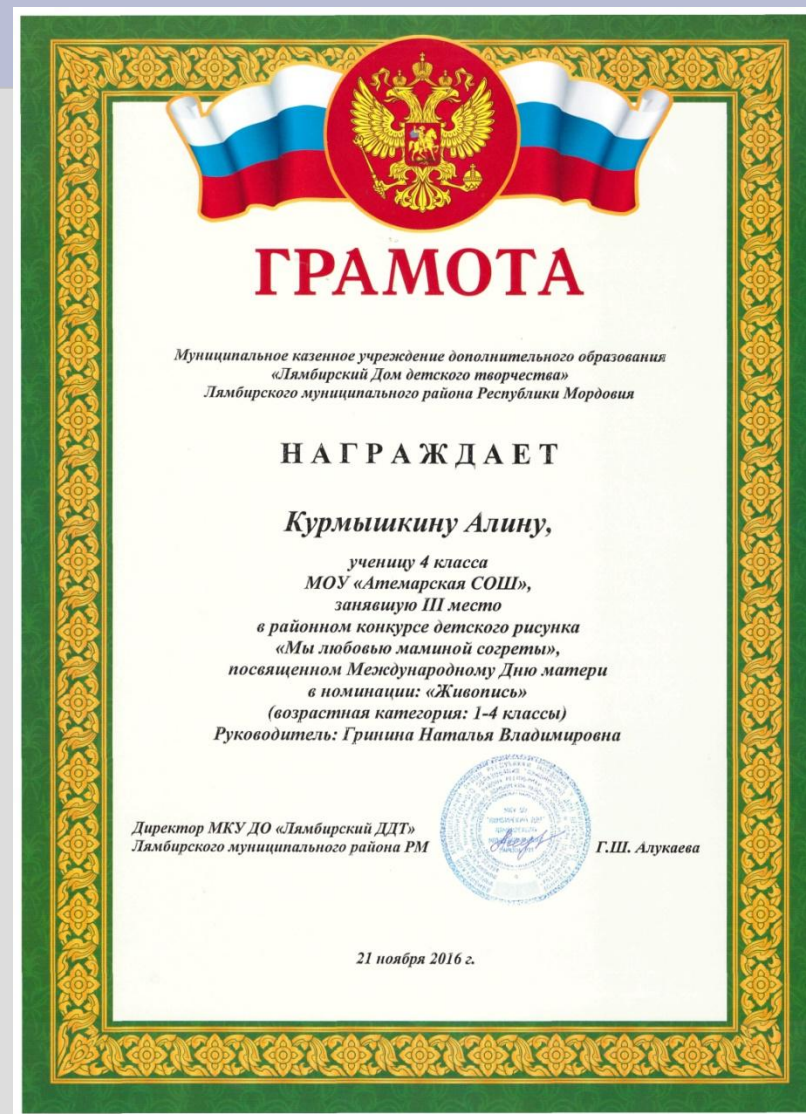 ГРАМОТА
Муниципальное казенное учреждение дополнительного образования
«Лямбирский Дом детского творчества»
Лямбирского муниципального района Республики Мордовия
НАГРАЖДАЕТ
Курмышкину Алину,
ученицу 4 класса
МОУ «Атемарская СОШ»,
занявшую III место
в районном конкурсе детского рисунка
«Мы любовью маминой согреты»,
посвященном Международному Дню матери
в номинации: «Живопись»
(возрастная категория: 1-4 классы)
Руководитель: Гринина Наталья Владимировна
Директор МКУ ДО «Лямбирский ДДТ»
Лямбирского муниципального района РМ
Г.Ш. Алукаева
21 ноября 2016 г.